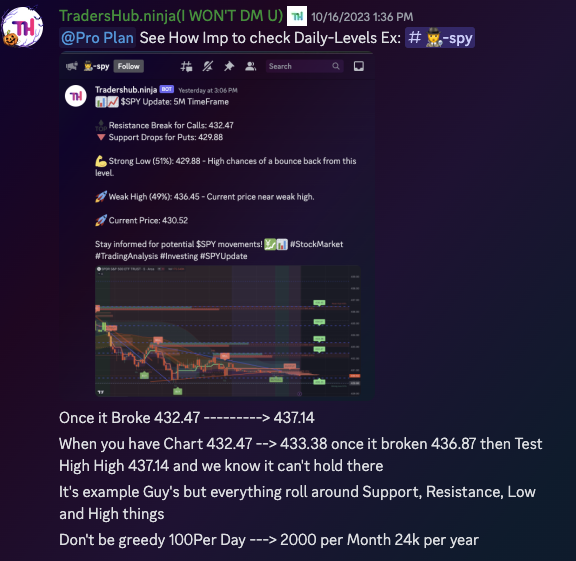 TradersHub.ninja(I WON'T DM U) TH 10/16/2023 1:36 PM
@Pro Plan See How Imp to check Daily-Levels Ex: # -spy
-spy Follow Search
Tradershub.ninja BOT Yesterday at 3:06 PM
$SPY Update: 5M TimeFrame
Resistance Break for Calls: 432.47
Support Drops for Puts: 429.88
Strong Low (51%): 429.88 - High chances of a bounce back from this
level.
Weak High (49%): 436.45 - Current price near weak high.
Current Price: 430.52
Stay informed for potential $SPY movements! #StockMarket
#TradingAnalysis #Investing #SPYUpdate
Once it Broke 432.47 ---------> 437.14
When you have Chart 432.47 --> 433.38 once it broken 436.87 then Test
High High 437.14 and we know it can't hold there
It's example Guy's but everything roll around Support, Resistance, Low
and High things
Don't be greedy 100Per Day ---> 2000 per Month 24k per year